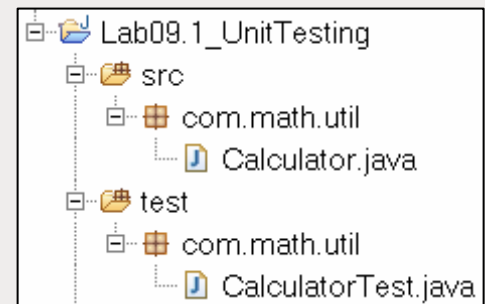 Lab09.1_UnitTesting
src
com.math.util
Calculator.java
test
com.math.util
CalculatorTest.java